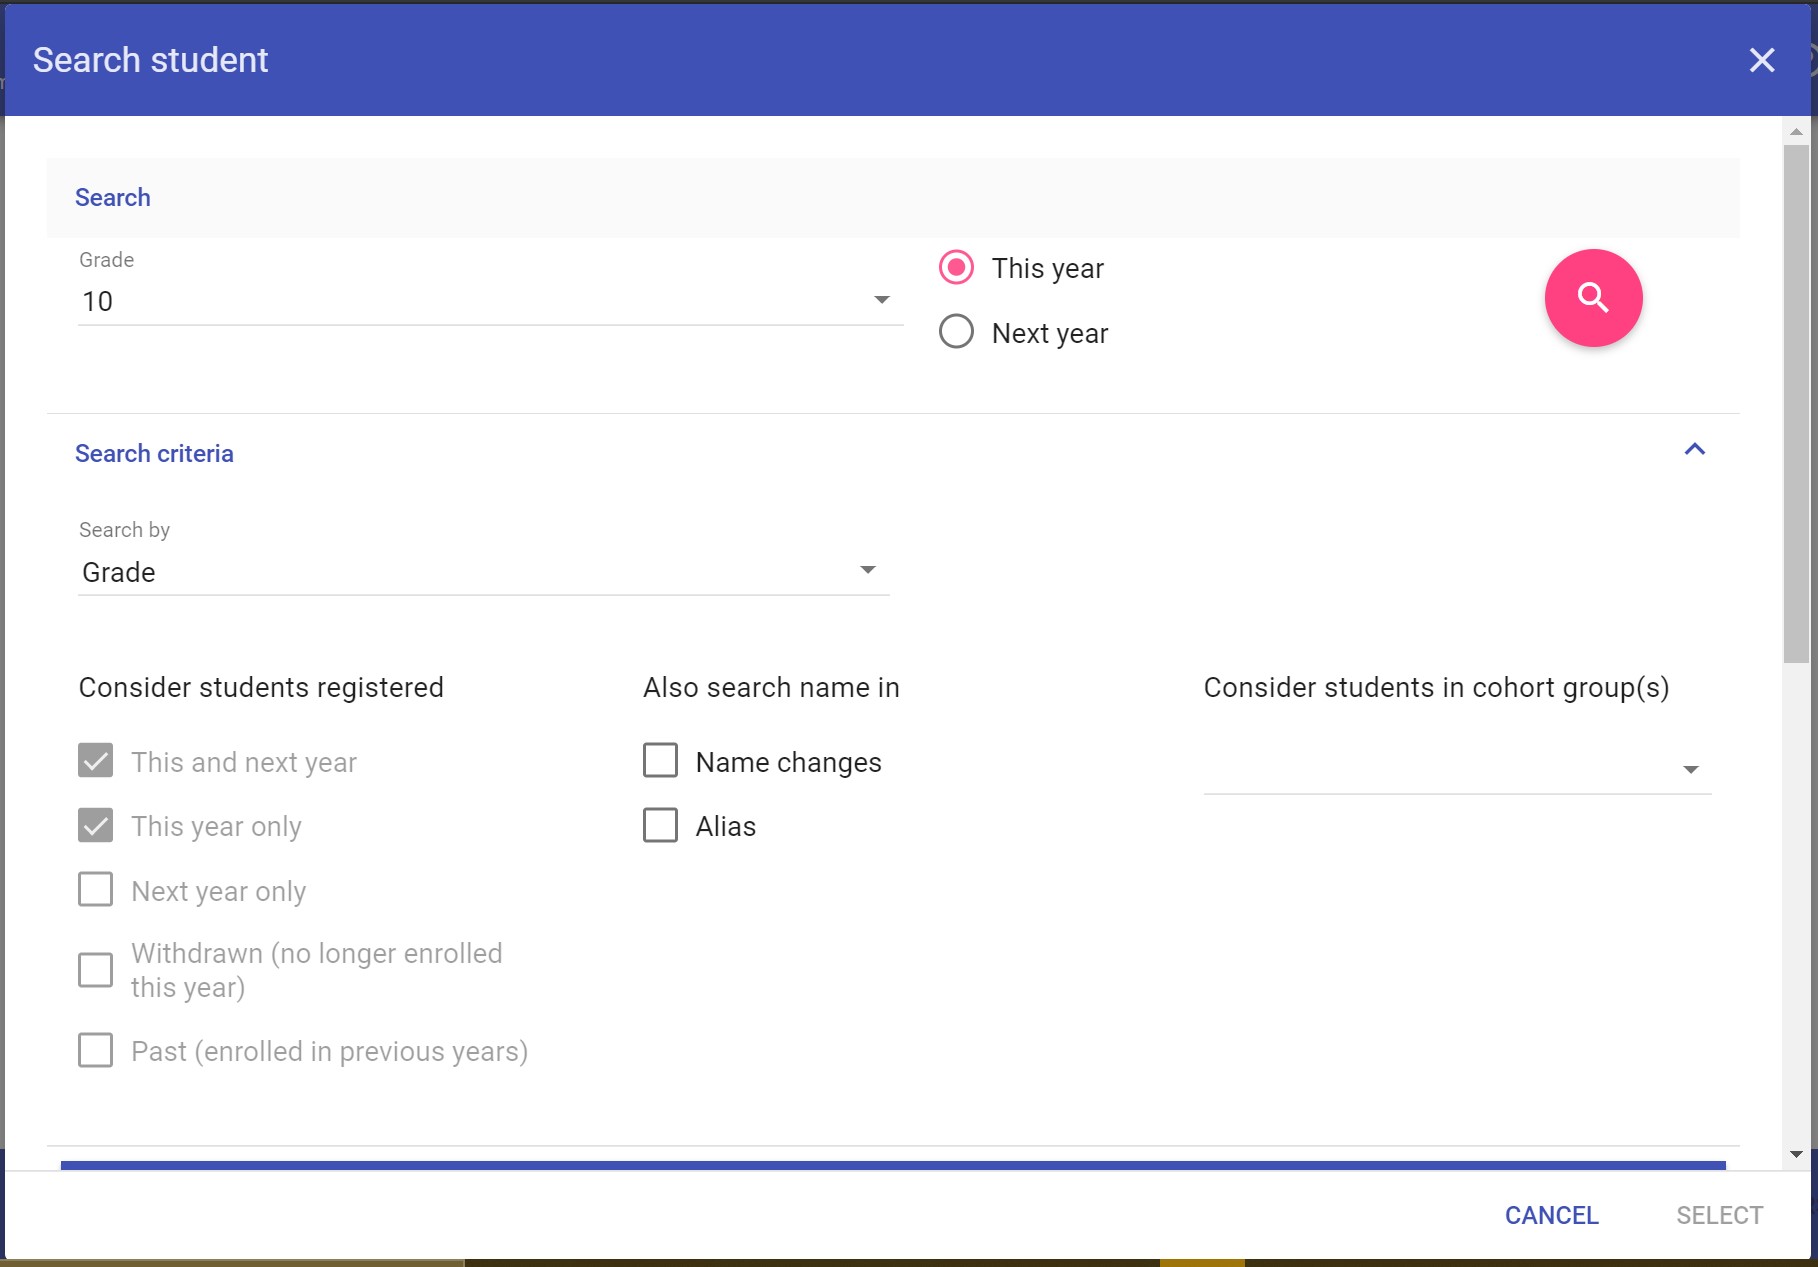 Search student
Search
Grade
10
This year
Next year
Search criteria
Search by
Grade
Consider students registered
This and next year
This year only
Next year only
Withdrawn (no longer enrolled
this year)
Past (enrolled in previous years)
Also search name in
Name changes
Alias
Consider students in cohort group(s)
CANCEL
SELECT